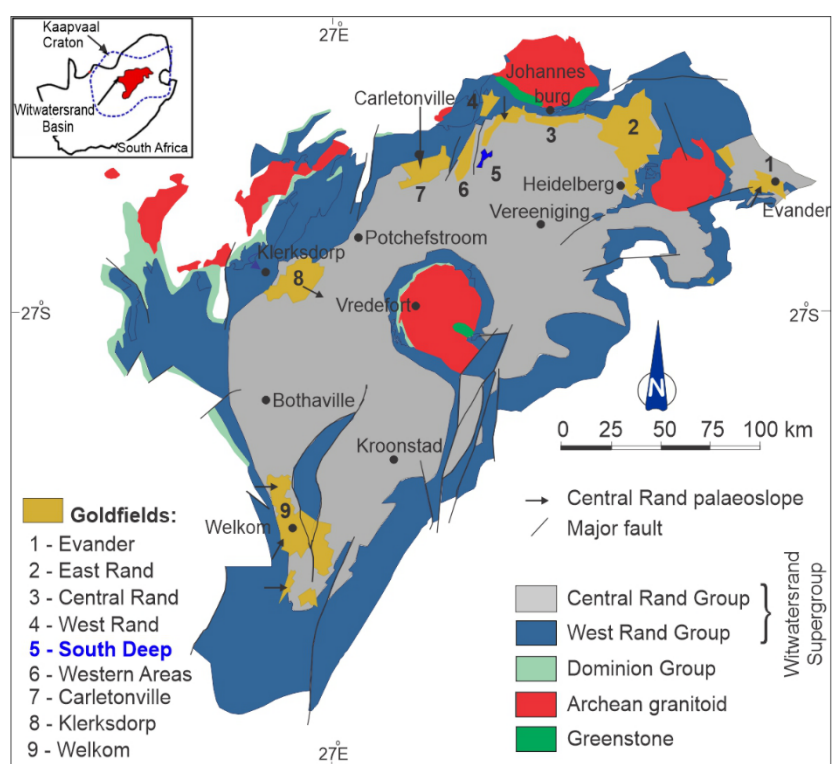 Kaapvaal
Craton
Witwatersrand
Basin
South Africa
27°E
Johannes
burg
Carletonville
4
2
3
1
5
6
7
Heidelberg
Evander
Vereeniging
Potchefstroom
Klerksdorp
8
27°S
27°S
Vredefort
N
Bothaville
0 25 50 75 100 km
Kroonstad
9
Welkom
Central Rand palaeoslope
Major fault
Goldfields:
1 - Evander
2 - East Rand
3 - Central Rand
4 - West Rand
5 - South Deep
6 - Western Areas
7 - Carletonville
8 - Klerksdorp
9 - Welkom
Central Rand Group
West Rand Group
Witwatersrand
Supergroup
Dominion Group
Archean granitoid
Greenstone
27°E